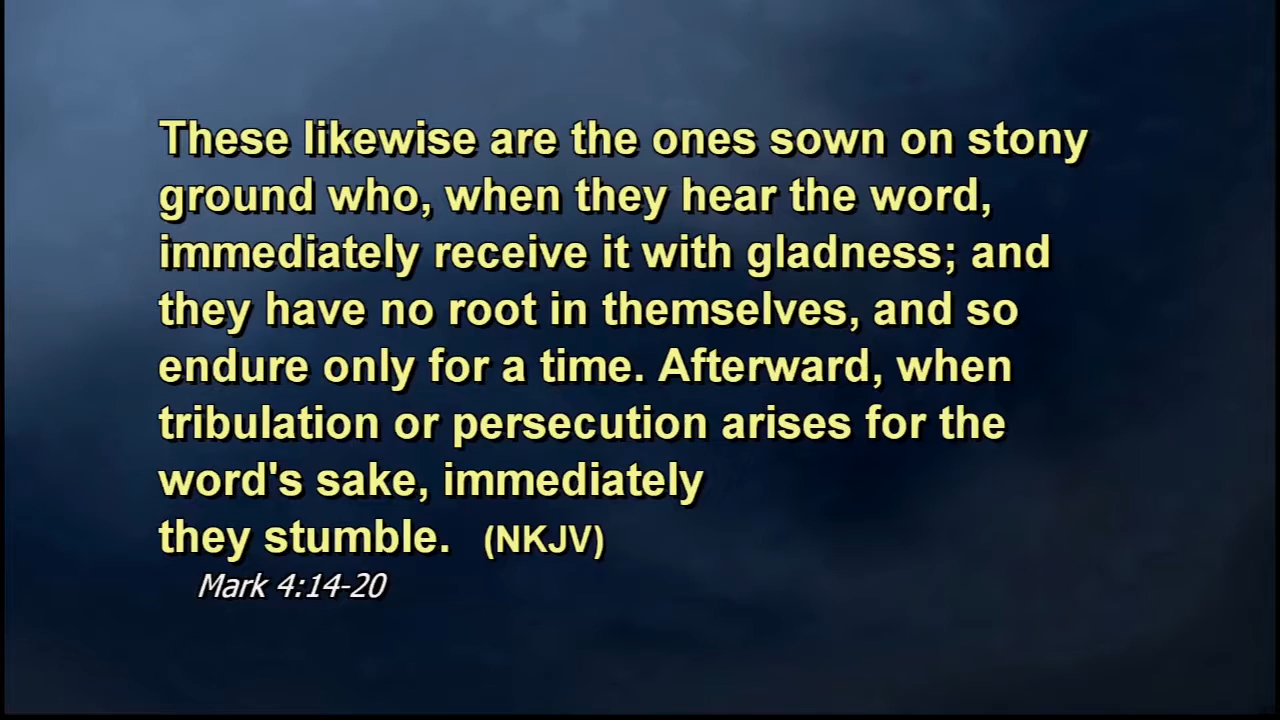 These likewise are the ones sown on stony
ground who, when they hear the word,
immediately receive it with gladness; and
they have no root in themselves, and so
endure only for a time. Afterward, when
tribulation or persecution arises for the
word's sake, immediately
they stumble. (NKJV)
Mark 4:14-20